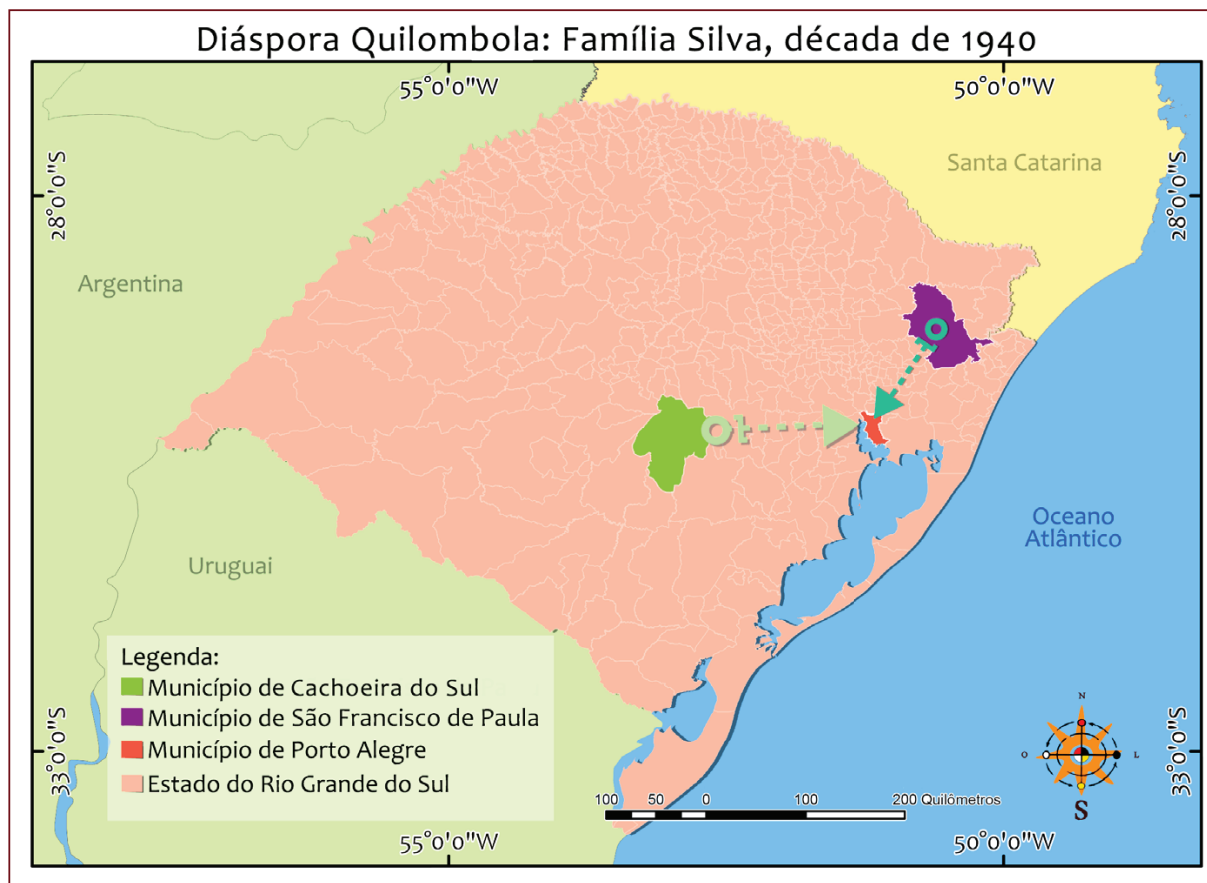 Diáspora Quilombola: Família Silva, década de 1940
55°0'0"W
50°0'0"W
28°0'0"S
28°0'0"S
Santa Catarina
Argentina
Oceano
Atlântico
Uruguai
Legenda:
Município de Cachoeira do Sul
Município de São Francisco de Paula
Município de Porto Alegre
Estado do Rio Grande do Sul
33°0'0"S
33°0'0"S
N
O
L
S
100 50 0 100 200 Quilômetros
55°0'0"W
50°0'0"W